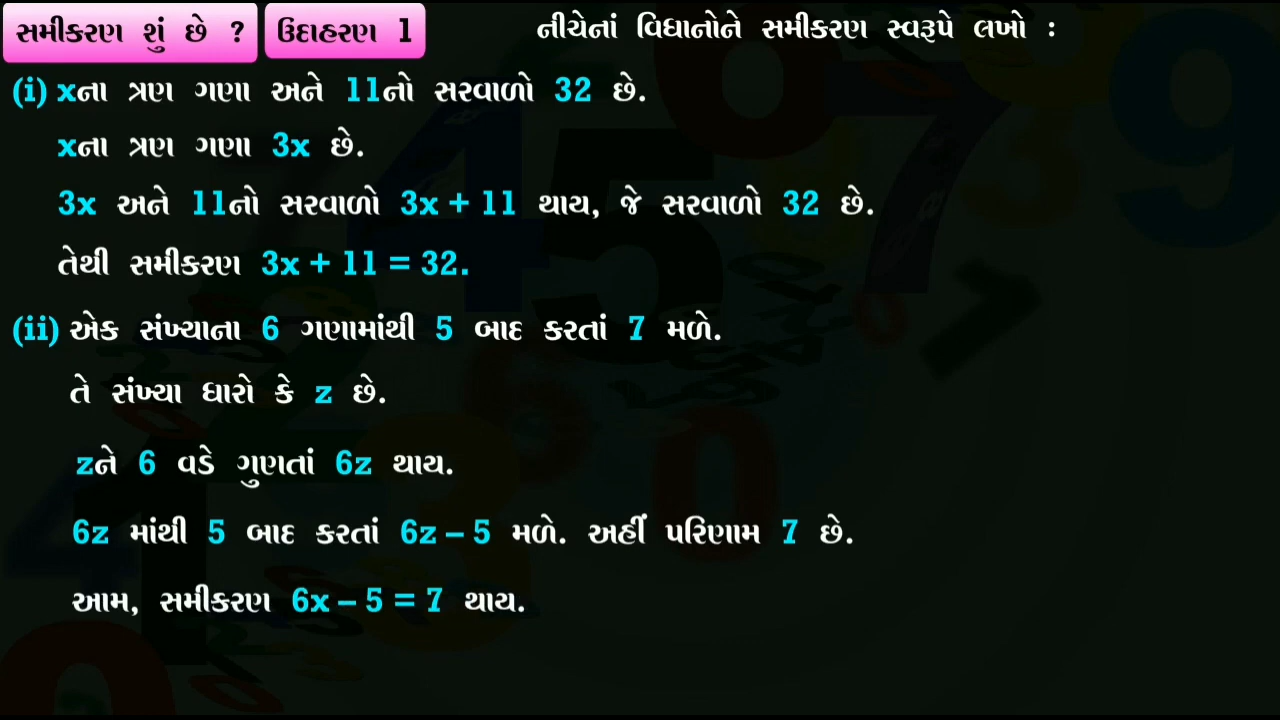 સમીકરણ શું છે ? ઉદાહરણ 1 નીચેનાં વિધાનોને સમીકરણ સ્વરૂપે લખો :
(i) xના ત્રણ ગણા અને 11નો સરવાળો 32 છે.
xના ત્રણ ગણા 3x છે.
3x અને 11નો સરવાળો 3x + 11 થાય, જે સરવાળો 32 છે.
તેથી સમીકરણ 3x + 11 = 32.
(ii) એક સંખ્યાના 6 ગણામાંથી 5 બાદ કરતાં 7 મળે.
તે સંખ્યા ધારો કે z છે.
zને 6 વડે ગુણતાં 6z થાય.
6z માંથી 5 બાદ કરતાં 6z – 5 મળે. અહીં પરિણામ 7 છે.
આમ, સમીકરણ 6x – 5 = 7 થાય.